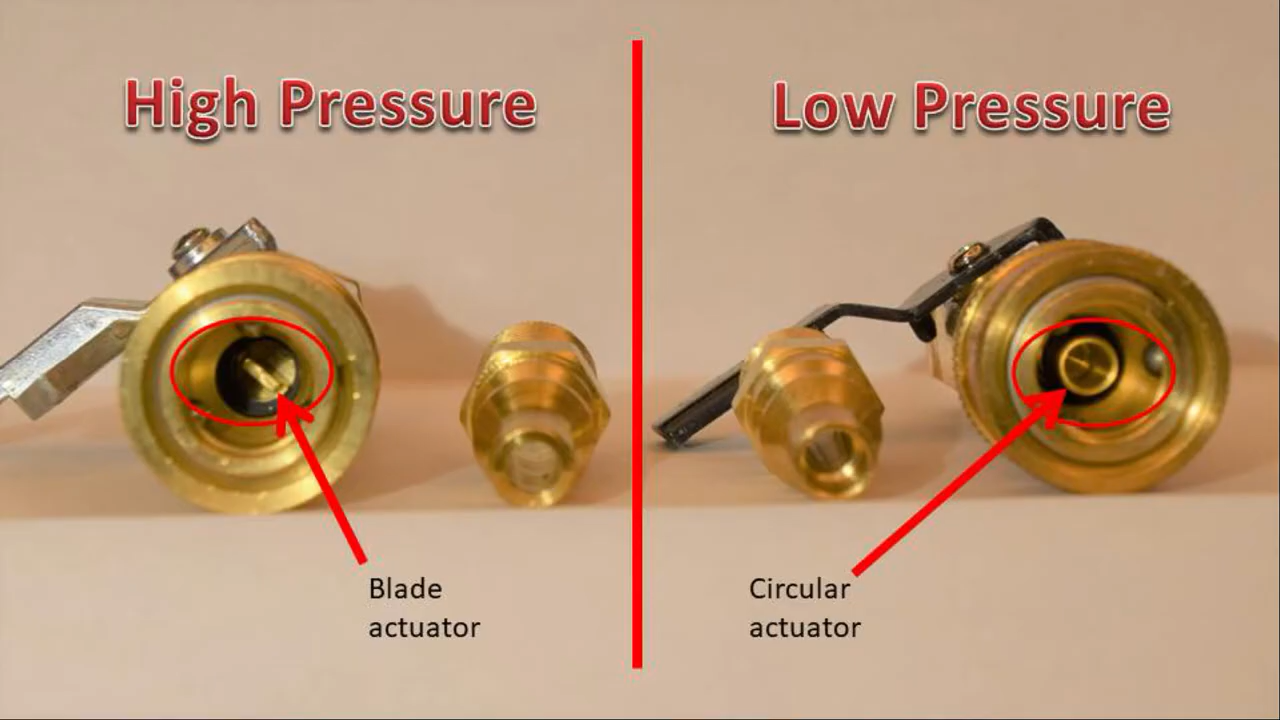 High Pressure
Low Pressure
Blade
actuator
Circular
actuator